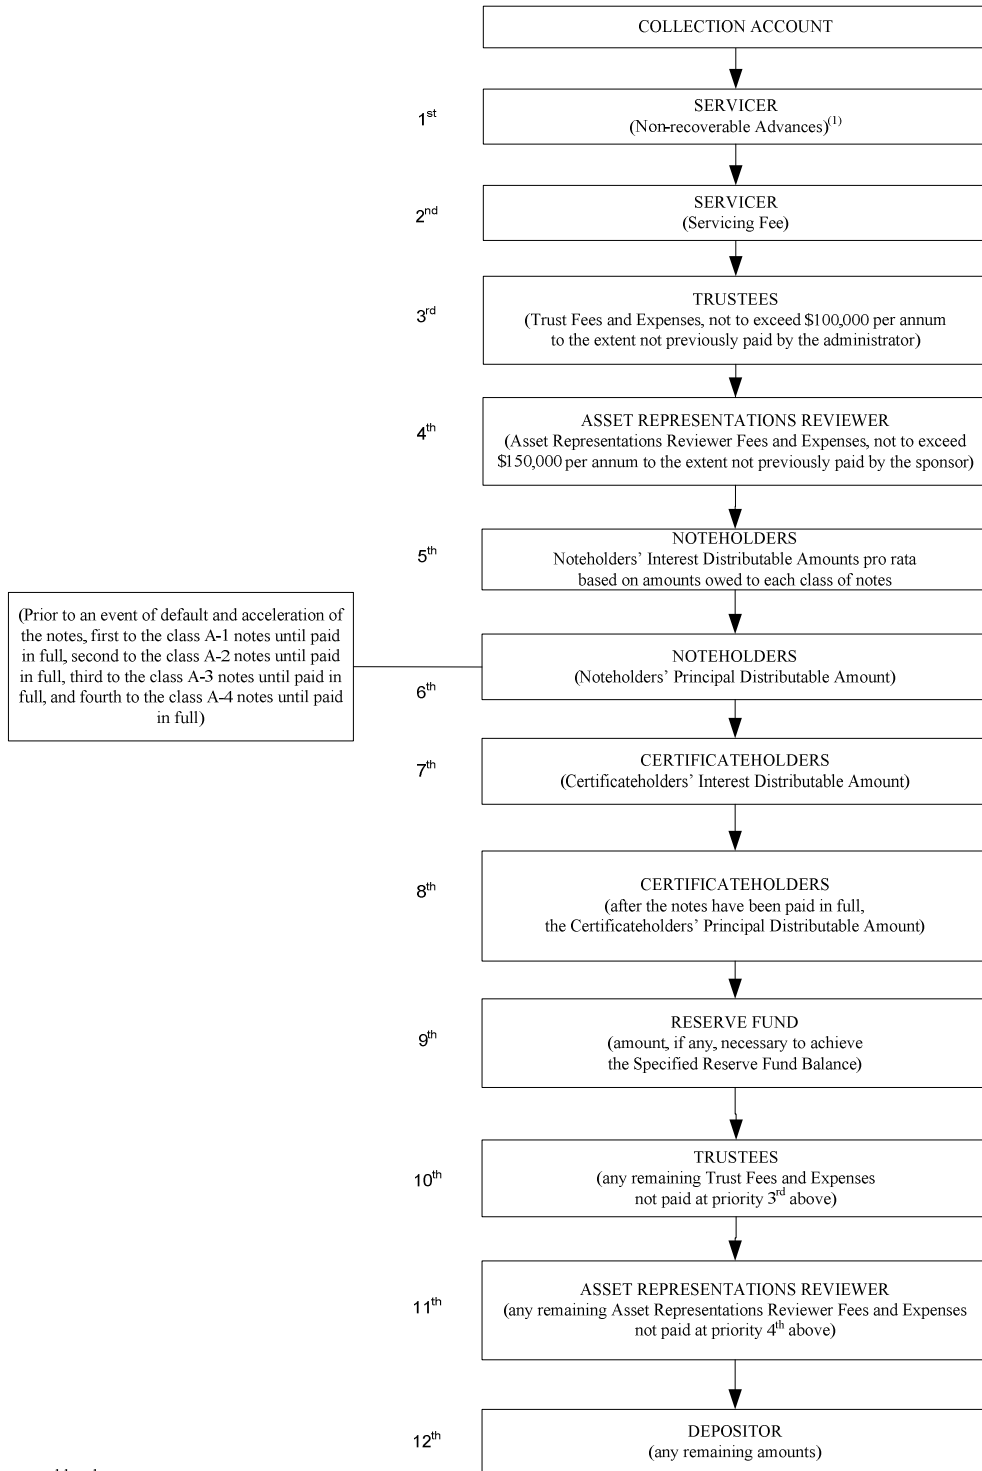 COLLECTION ACCOUNT
1st
SERVICER
(Non-recoverable Advances)(1)
2nd
SERVICER
(Servicing Fee)
3rd
TRUSTEES
(Trust Fees and Expenses, not to exceed $100,000 per annum
to the extent not previously paid by the administrator)
4th
ASSET REPRESENTATIONS REVIEWER
(Asset Representations Reviewer Fees and Expenses, not to exceed
$150,000 per annum to the extent not previously paid by the sponsor)
5th
NOTEHOLDERS
Noteholders' Interest Distributable Amounts pro rata
based on amounts owed to each class of notes
(Prior to an event of default and acceleration of
the notes, first to the class A-1 notes until paid
in full, second to the class A-2 notes until paid
in full, third to the class A-3 notes until paid in
full, and fourth to the class A-4 notes until paid
in full)
6th
NOTEHOLDERS
(Noteholders' Principal Distributable Amount)
7th
CERTIFICATEHOLDERS
(Certificateholders' Interest Distributable Amount)
8th
CERTIFICATEHOLDERS
(after the notes have been paid in full,
the Certificateholders' Principal Distributable Amount)
9th
RESERVE FUND
(amount, if any, necessary to achieve
the Specified Reserve Fund Balance)
10th
TRUSTEES
(any remaining Trust Fees and Expenses
not paid at priority 3rd above)
11th
ASSET REPRESENTATIONS REVIEWER
(any remaining Asset Representations Reviewer Fees and Expenses
not paid at priority 4th above)
12th
DEPOSITOR
(any remaining amounts)